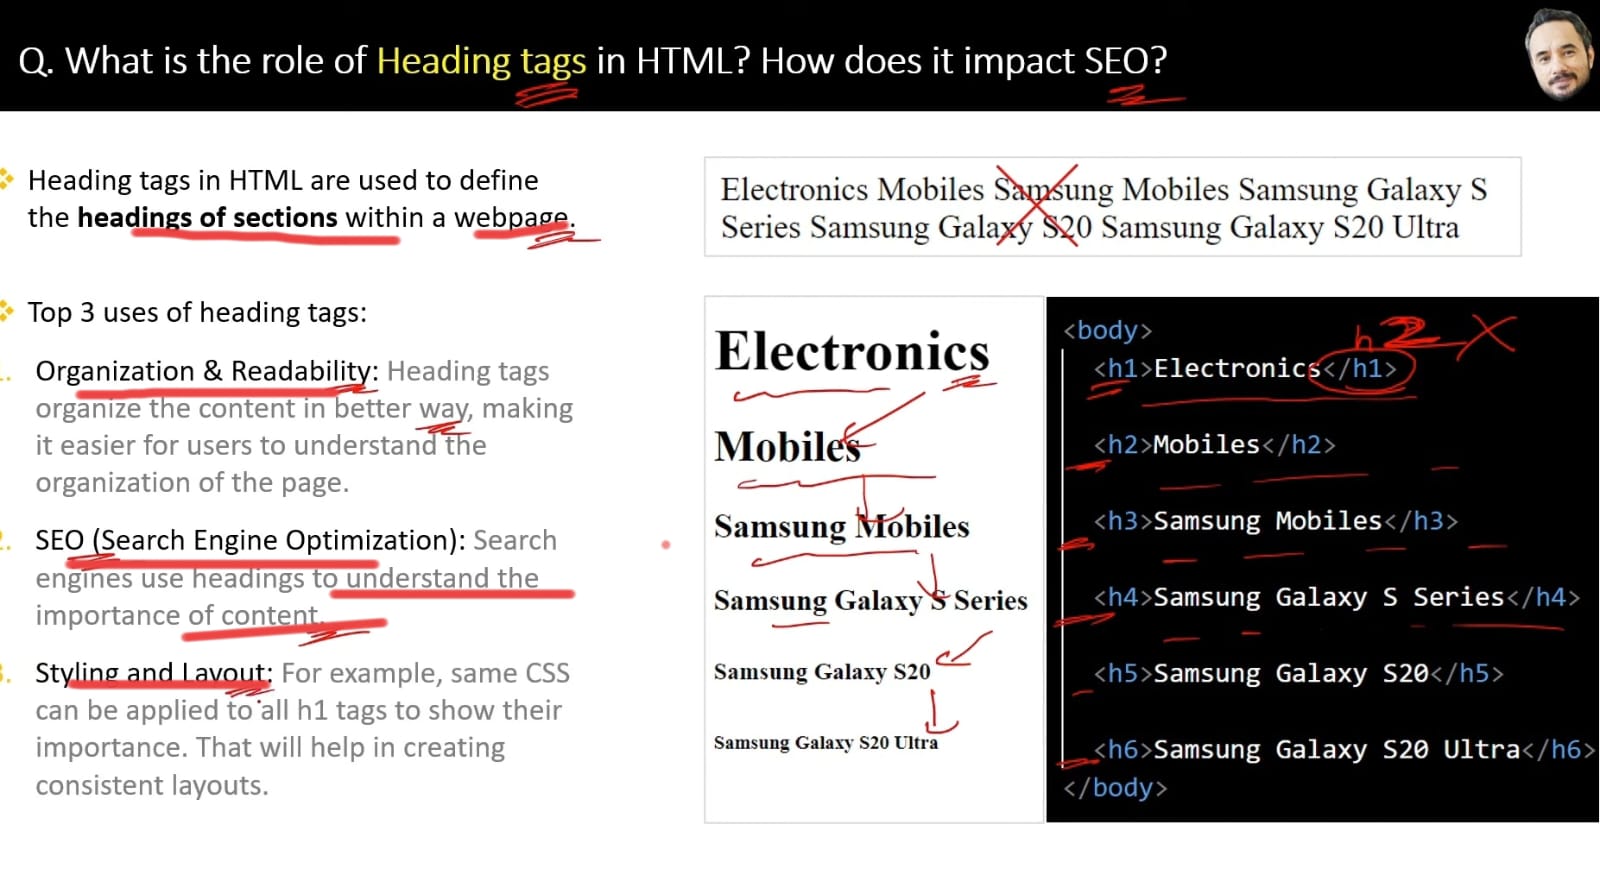 Q. What is the role of Heading tags in HTML? How does it impact SEO?
Heading tags in HTML are used to define
the headings of sections within a webpage.
Top 3 uses of heading tags:
Organization & Readability: Heading tags
organize the content in better way, making
it easier for users to understand the
organization of the page.
SEO (Search Engine Optimization): Search
engines use headings to understand the
importance of content.
Styling and Layout: For example, same CSS
can be applied to all h1 tags to show their
importance. That will help in creating
consistent layouts.
Electronics Mobiles Samsung Mobiles Samsung Galaxy S
Series Samsung Galaxy S20 Samsung Galaxy S20 Ultra
Electronics
Mobiles
Samsung Mobiles
Samsung Galaxy S Series
Samsung Galaxy S20
Samsung Galaxy S20 Ultra
<body>
h2
<h1>Electronics</h1>
<h2>Mobiles</h2>
<h3>Samsung Mobiles</h3>
<h4>Samsung Galaxy S Series</h4>
<h5>Samsung Galaxy S20</h5>
<h6>Samsung Galaxy S20 Ultra</h6>
</body>